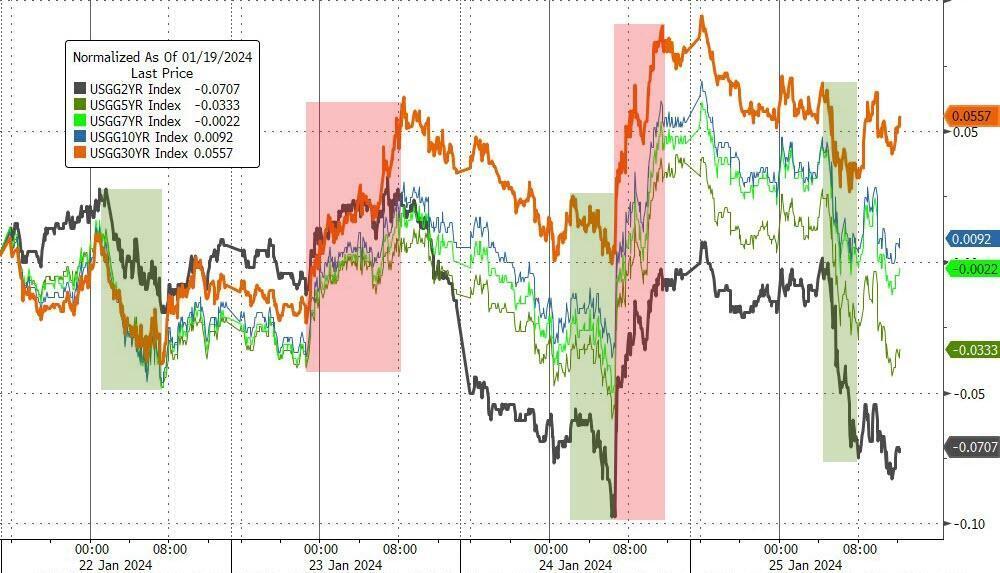 Normalized As Of 01/19/2024
Last Price
USGG2YR Index -0.0707
USGG5YR Index -0.0333
USGG7YR Index -0.0022
USGG10YR Index 0.0092
USGG30YR Index 0.0557
0.0557
0.05
0.0092
-0.0022
-0.0333
-0.05
-0.0707
-0.10
00:00 08:00 00:00 08:00 00:00 08:00 00:00 08:00
22 Jan 2024 23 Jan 2024 24 Jan 2024 25 Jan 2024